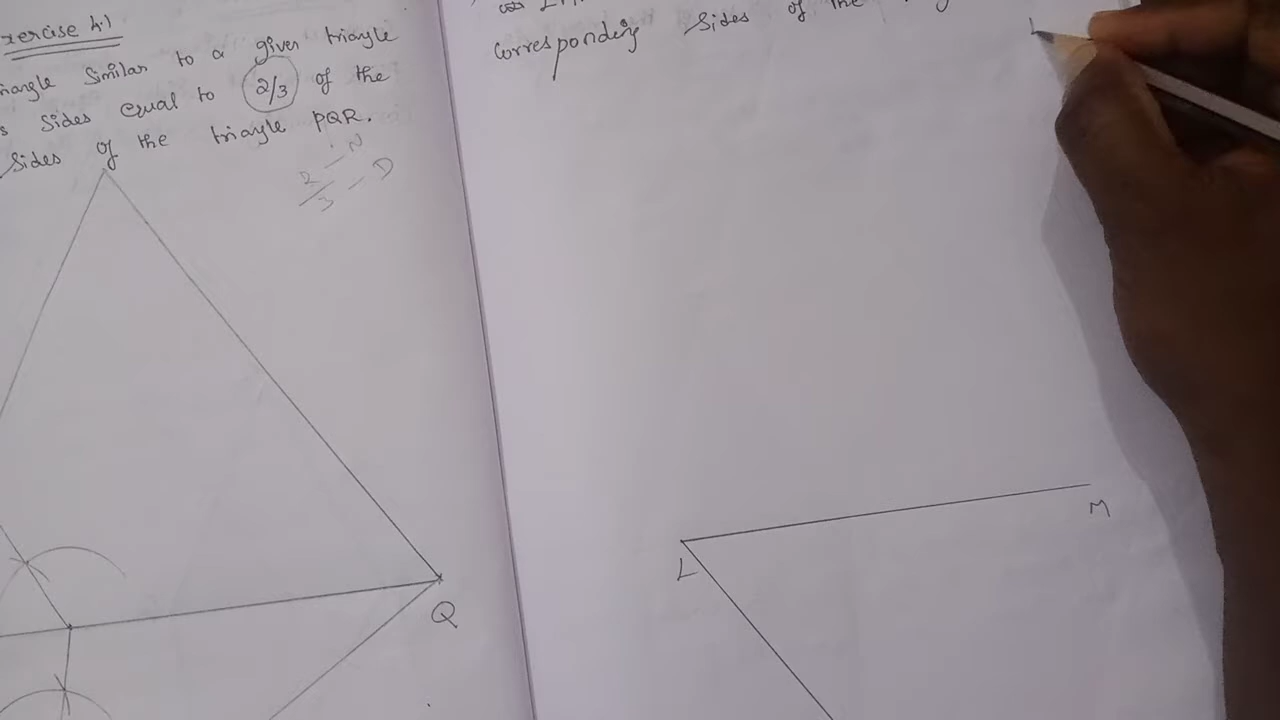 xercise 4.1
iangle Similar to a given triangle
s Sides equal to 2/3 of the
Sides of the triangle PQR.
2/3 - N
- D
Q
Corresponding Sides of the
L
M